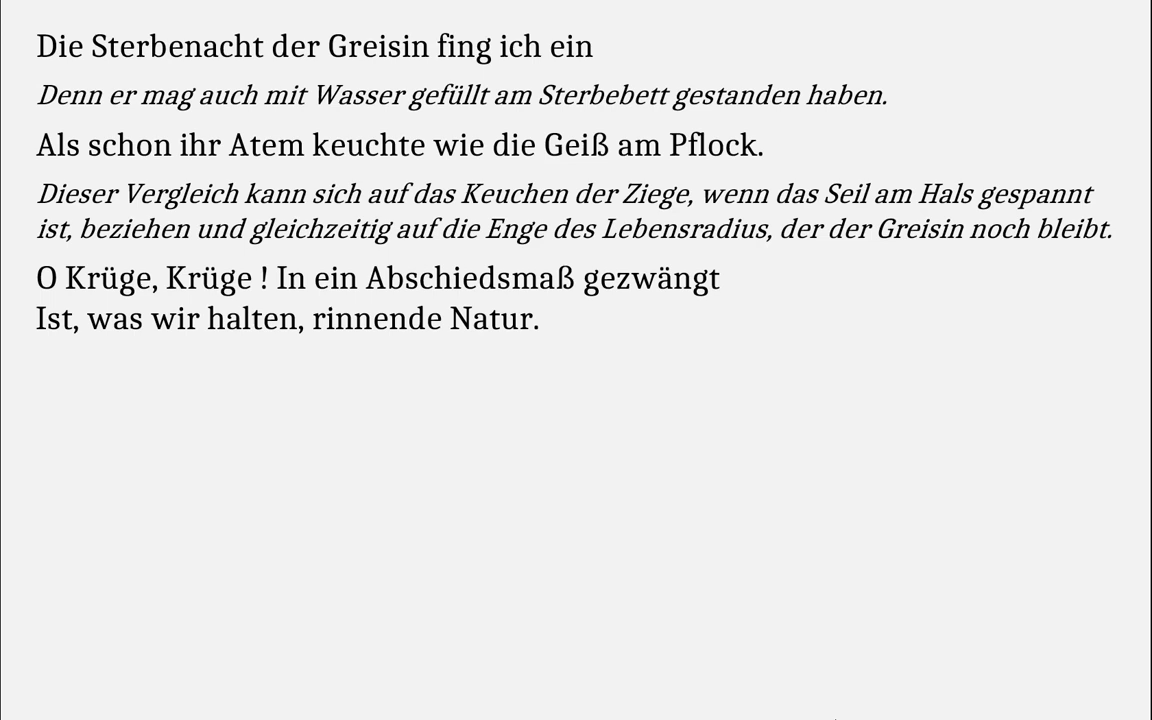 Die Sterbenacht der Greisin fing ich ein
Denn er mag auch mit Wasser gefüllt am Sterbebett gestanden haben.
Als schon ihr Atem keuchte wie die Geiß am Pflock.
Dieser Vergleich kann sich auf das Keuchen der Ziege, wenn das Seil am Hals gespannt
ist, beziehen und gleichzeitig auf die Enge des Lebensradius, der der Greisin noch bleibt.
O Krüge, Krüge ! In ein Abschiedsmaß gezwängt
Ist, was wir halten, rinnende Natur.